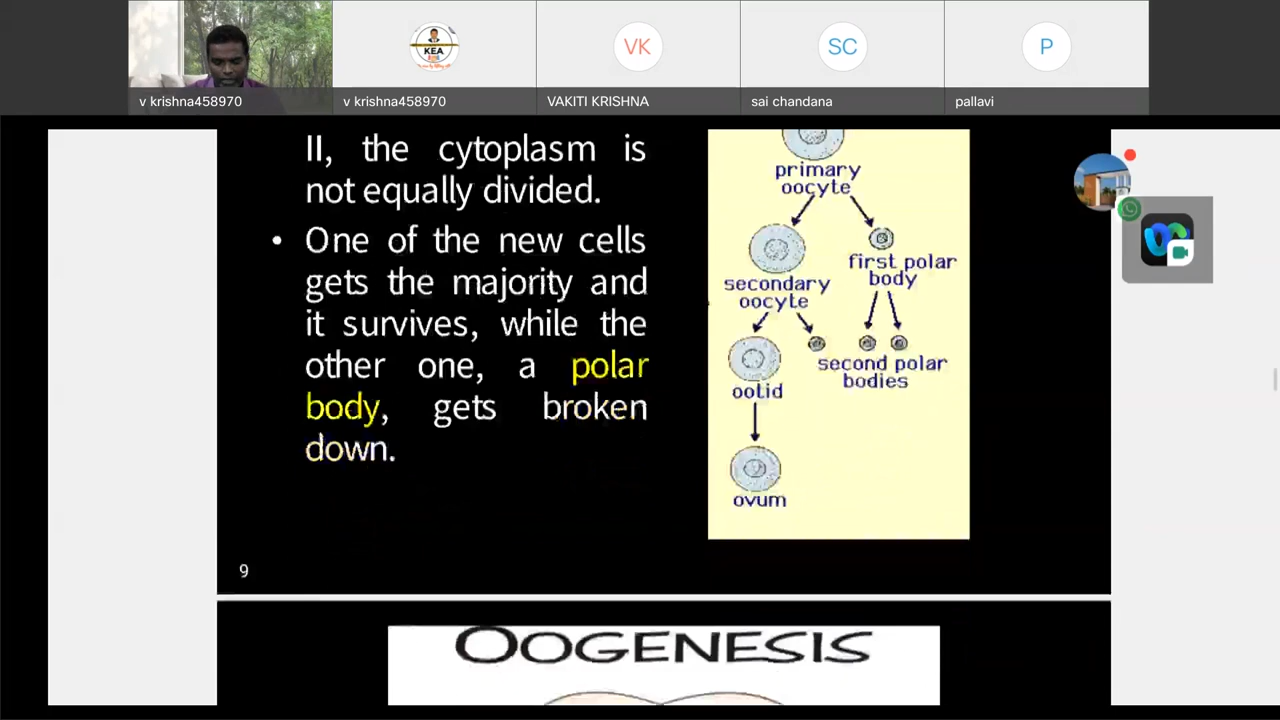 KEA
VK
SC
P
v krishna458970
v krishna458970
VAKITI KRISHNA
sai chandana
pallavi
II, the cytoplasm is
not equally divided.
• One of the new cells
gets the majority and
it survives, while the
other one, a polar
body, gets broken
down.
9
primary
oocyte
first polar
body
secondary
oocyte
second polar
bodies
ootid
ovum
OOGENESIS